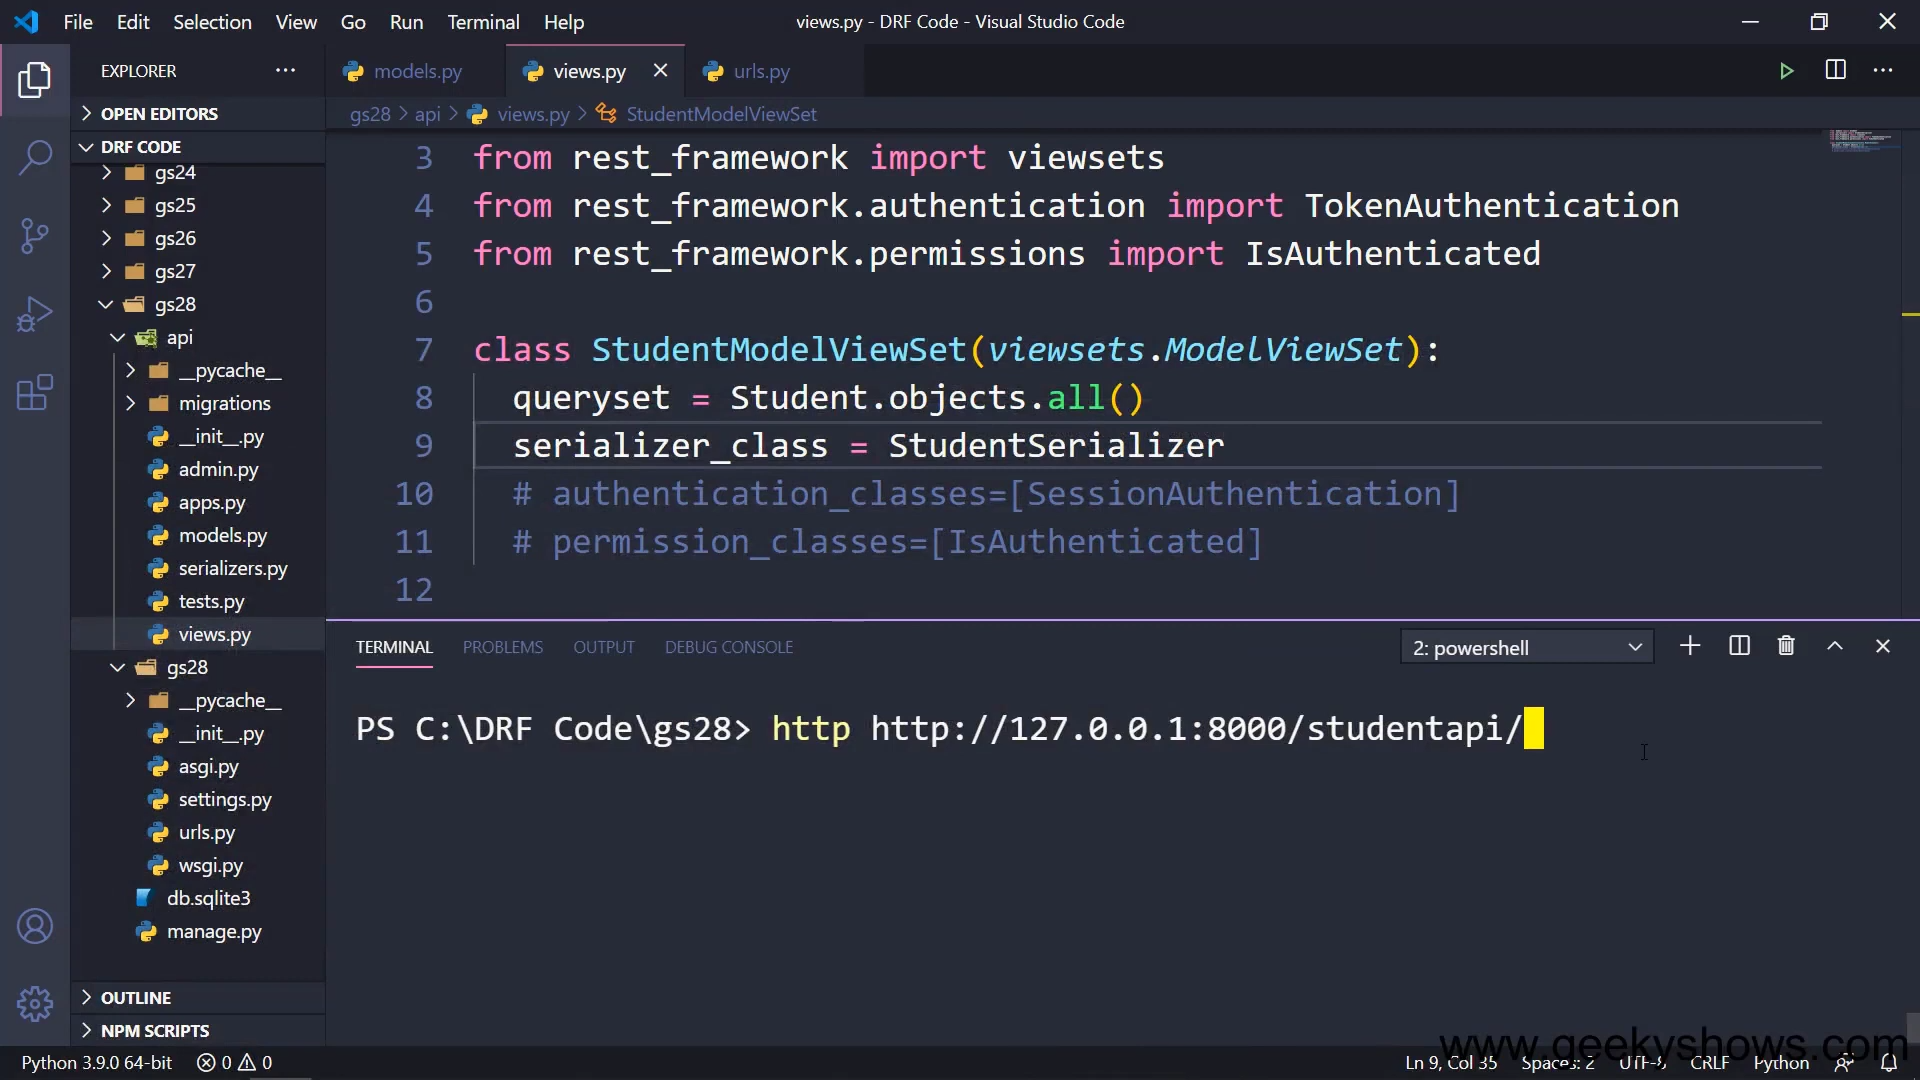 File Edit Selection View Go Run Terminal Help
views.py - DRF Code - Visual Studio Code
EXPLORER
OPEN EDITORS
DRF CODE
gs24
gs25
gs26
gs27
gs28
api
__pycache__
migrations
__init__.py
admin.py
apps.py
models.py
serializers.py
tests.py
views.py
gs28
__pycache__
__init__.py
asgi.py
settings.py
urls.py
wsgi.py
db.sqlite3
manage.py
OUTLINE
NPM SCRIPTS
models.py views.py urls.py
gs28 > api > views.py > StudentModelViewSet
3 from rest_framework import viewsets
4 from rest_framework.authentication import TokenAuthentication
5 from rest_framework.permissions import IsAuthenticated
6
7 class StudentModelViewSet(viewsets.ModelViewSet):
8 queryset = Student.objects.all()
9 serializer_class = StudentSerializer
10 # authentication_classes=[SessionAuthentication]
11 # permission_classes=[IsAuthenticated]
12
TERMINAL PROBLEMS OUTPUT DEBUG CONSOLE
2: powershell
PS C:\DRF Code\gs28> http http://127.0.0.1:8000/studentapi/
www.geekyshows.com
Python 3.9.0 64-bit 0 0
Ln 9, Col 35 Spaces: 2 UTF-8 CRLF Python